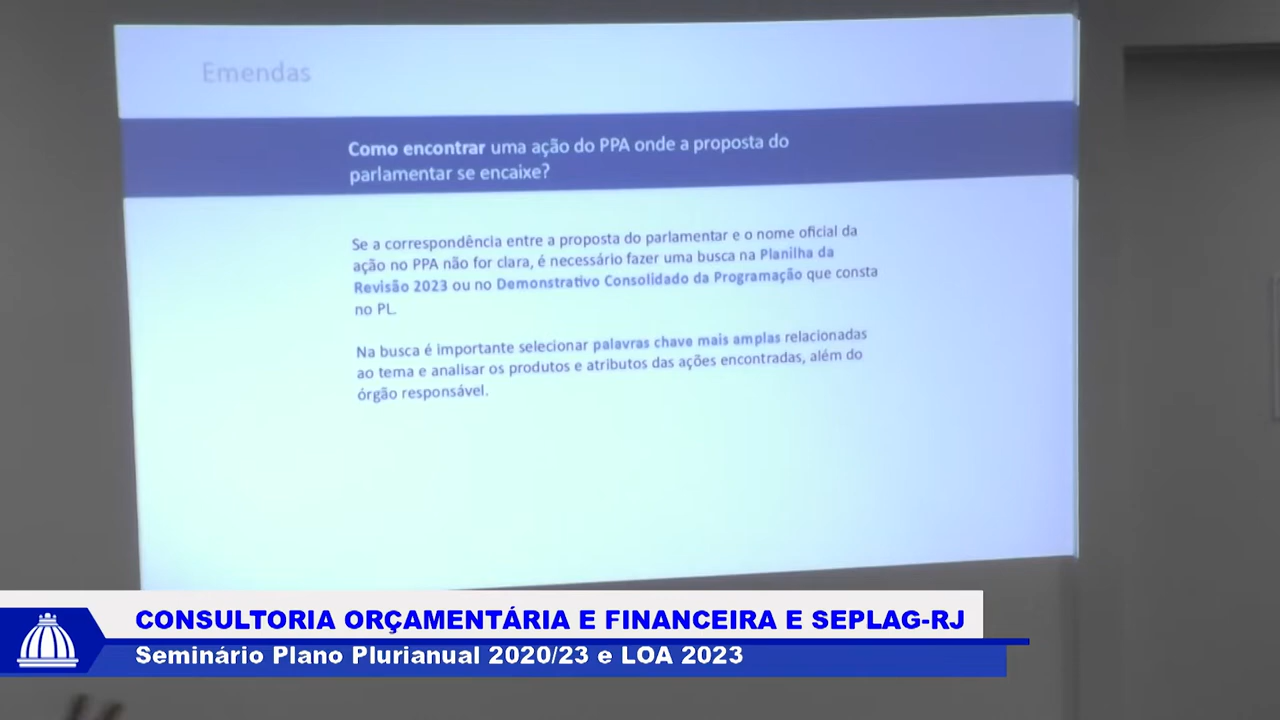 Emendas
Como encontrar uma ação do PPA onde a proposta do
parlamentar se encaixe?
Se a correspondência entre a proposta do parlamentar e o nome oficial da
ação no PPA não for clara, é necessário fazer uma busca na Planilha da
Revisão 2023 ou no Demonstrativo Consolidado da Programação que consta
no PL.
Na busca é importante selecionar palavras chave mais amplas relacionadas
ao tema e analisar os produtos e atributos das ações encontradas, além do
órgão responsável.
CONSULTORIA ORÇAMENTÁRIA E FINANCEIRA E SEPLAG-RJ
Seminário Plano Plurianual 2020/23 e LOA 2023